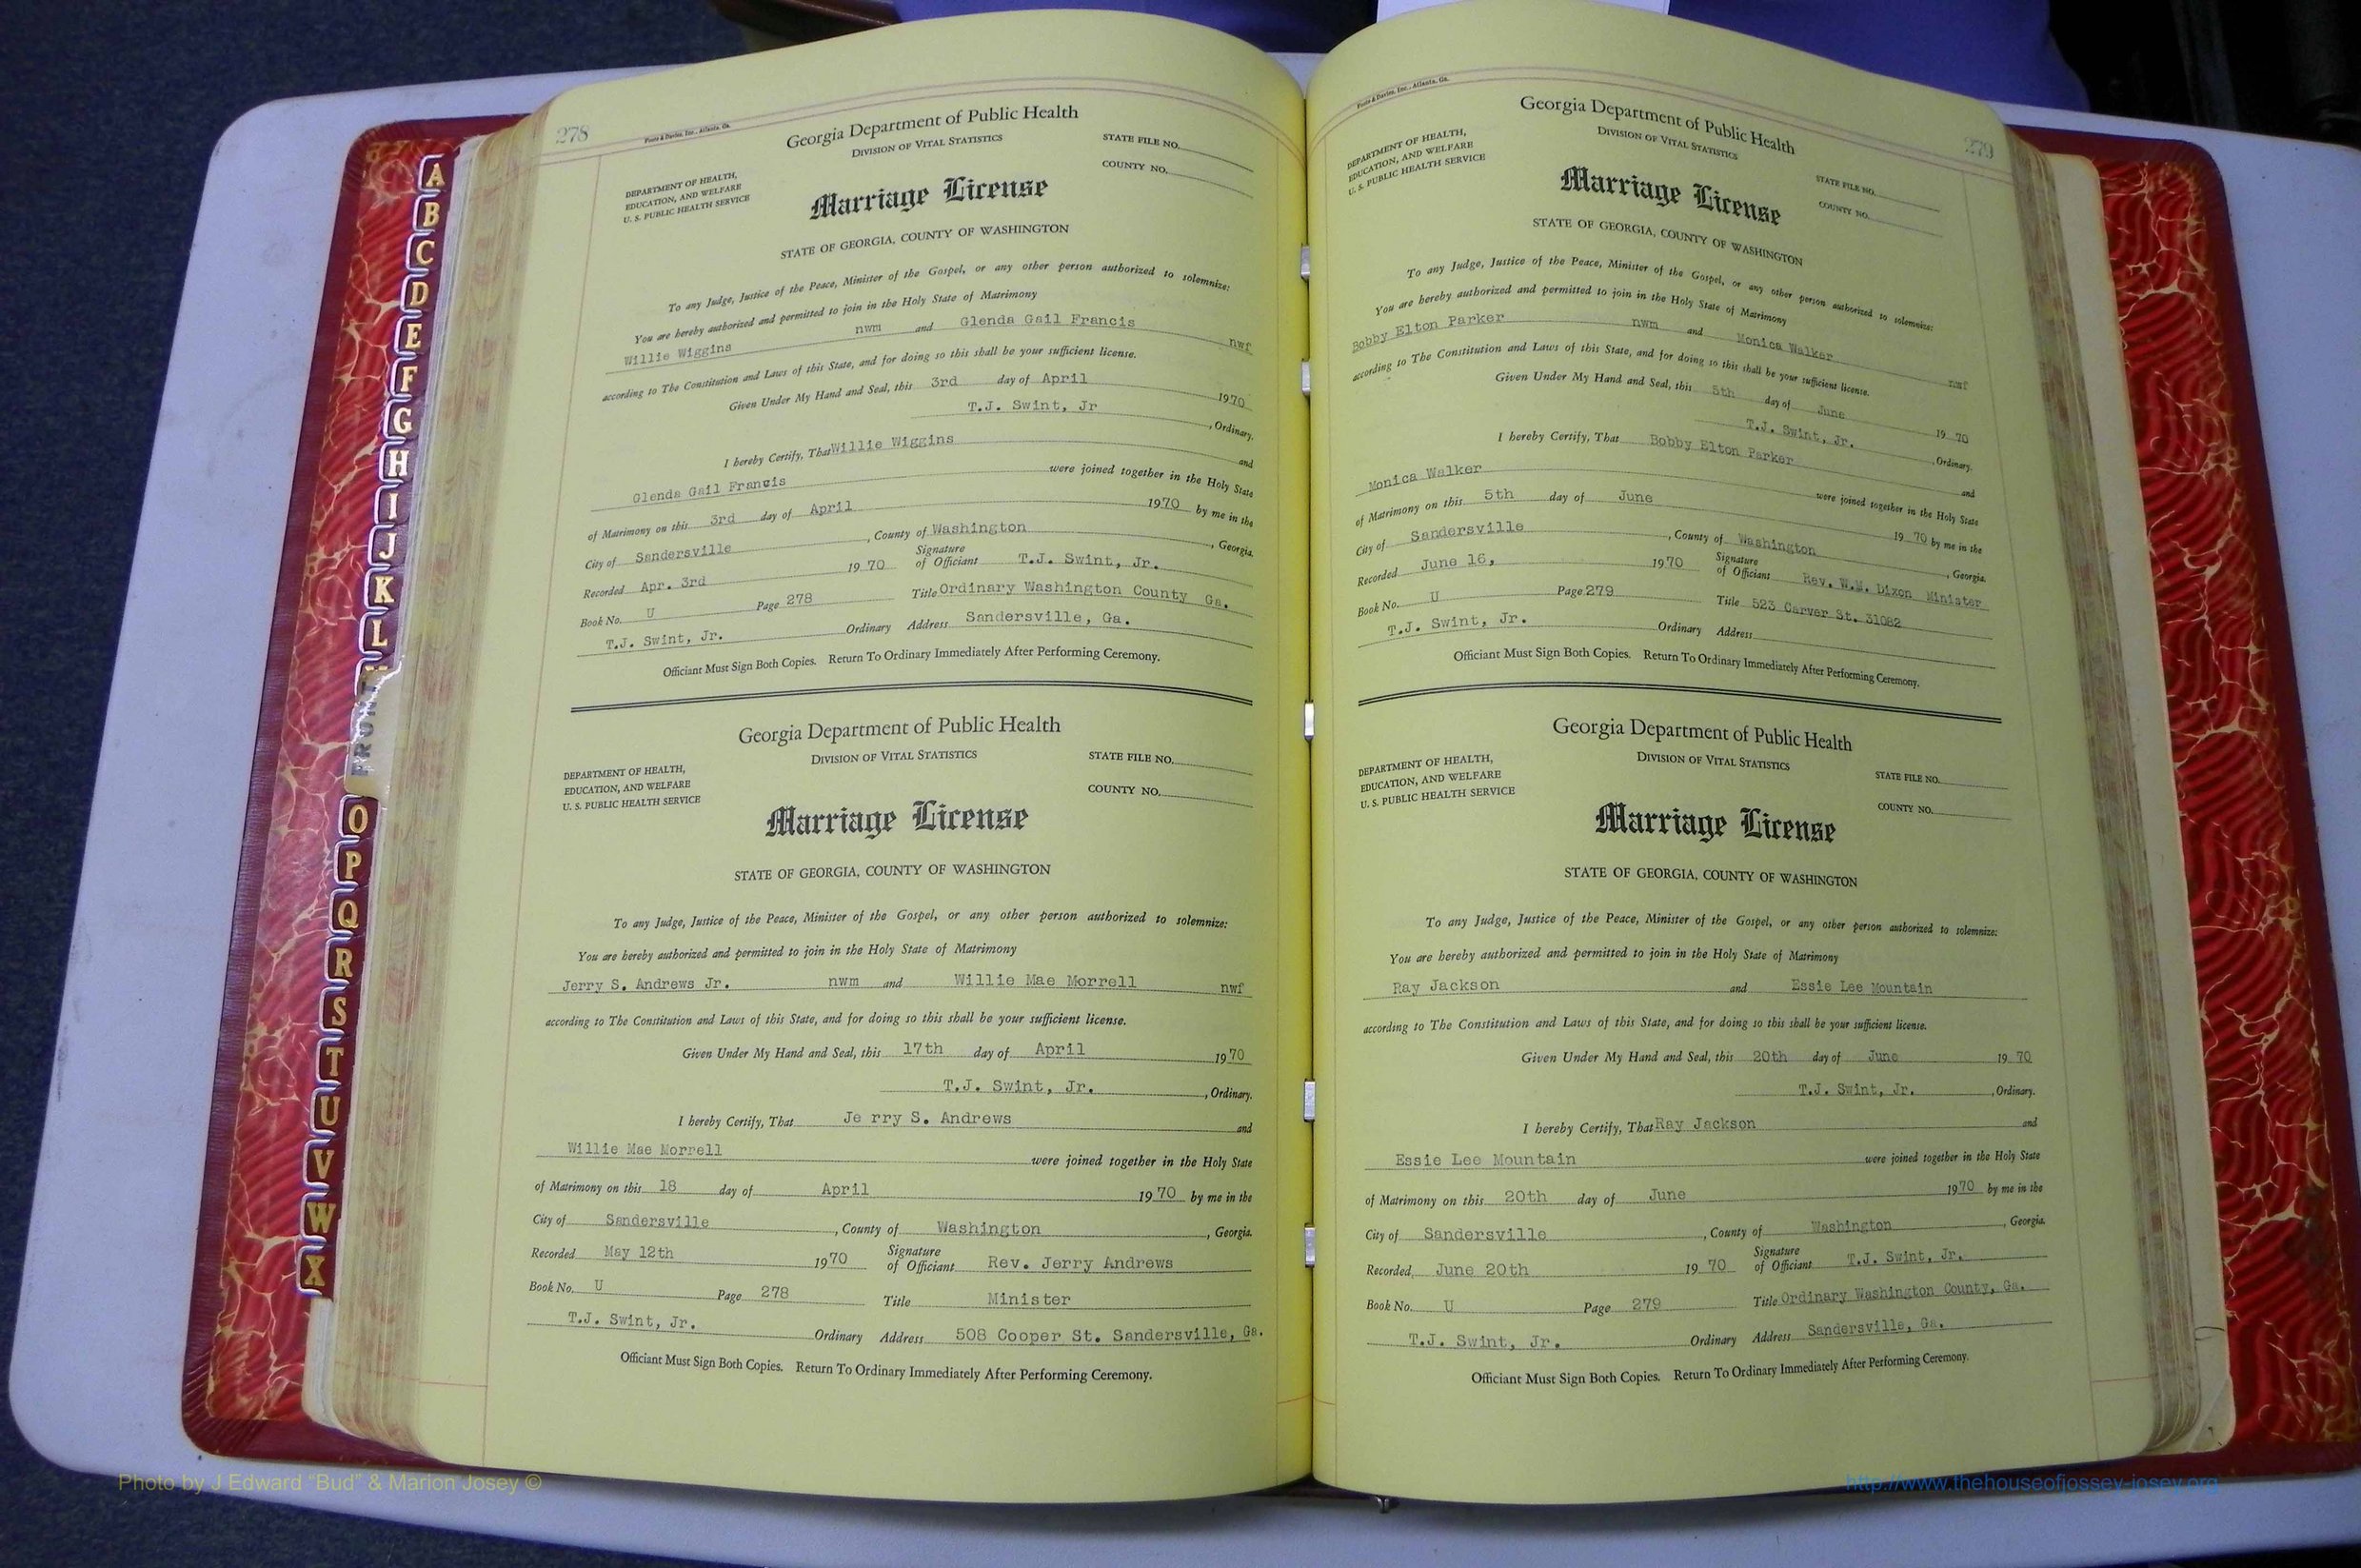 278
Foote & Davies, Inc., Atlanta, Ga.
Georgia Department of Public Health
DIVISION OF VITAL STATISTICS
STATE FILE NO.
COUNTY NO.
DEPARTMENT OF HEALTH,
EDUCATION, AND WELFARE
U. S. PUBLIC HEALTH SERVICE
Marriage License
STATE OF GEORGIA, COUNTY OF WASHINGTON
To any Judge, Justice of the Peace, Minister of the Gospel, or any other person authorized to solemnize:
You are hereby authorized and permitted to join in the Holy State of Matrimony
Willie Wiggins nwm and Glenda Gail Francis nwf
according to The Constitution and Laws of this State, and for doing so this shall be your sufficient license.
Given Under My Hand and Seal, this 3rd day of April 1970
T.J. Swint, Jr , Ordinary.
I hereby Certify, That Willie Wiggins and
Glenda Gail Francis were joined together in the Holy State
of Matrimony on this 3rd day of April 1970 by me in the
City of Sandersville , County of Washington , Georgia.
Recorded Apr. 3rd 19 70 Signature of Officiant T.J. Swint, Jr.
Book No. U Page 278 Title Ordinary Washington County Ga.
T.J. Swint, Jr. Ordinary Address Sandersville, Ga.
Officiant Must Sign Both Copies. Return To Ordinary Immediately After Performing Ceremony.
Georgia Department of Public Health
DIVISION OF VITAL STATISTICS
STATE FILE NO.
COUNTY NO.
DEPARTMENT OF HEALTH,
EDUCATION, AND WELFARE
U. S. PUBLIC HEALTH SERVICE
Marriage License
STATE OF GEORGIA, COUNTY OF WASHINGTON
To any Judge, Justice of the Peace, Minister of the Gospel, or any other person authorized to solemnize:
You are hereby authorized and permitted to join in the Holy State of Matrimony
Jerry S. Andrews Jr. nwm and Willie Mae Morrell nwf
according to The Constitution and Laws of this State, and for doing so this shall be your sufficient license.
Given Under My Hand and Seal, this 17th day of April 1970
T.J. Swint, Jr. , Ordinary.
I hereby Certify, That Je rry S. Andrews and
Willie Mae Morrell were joined together in the Holy State
of Matrimony on this 18 day of April 19 70 by me in the
City of Sandersville , County of Washington , Georgia.
Recorded May 12th 1970 Signature of Officiant Rev. Jerry Andrews
Book No. U Page 278 Title Minister
T.J. Swint, Jr. Ordinary Address 508 Cooper St. Sandersville, Ga.
Officiant Must Sign Both Copies. Return To Ordinary Immediately After Performing Ceremony.
Foote & Davies, Inc., Atlanta, Ga.
279
Georgia Department of Public Health
DIVISION OF VITAL STATISTICS
DEPARTMENT OF HEALTH,
EDUCATION, AND WELFARE
U. S. PUBLIC HEALTH SERVICE
STATE FILE NO.
COUNTY NO.
Marriage License
STATE OF GEORGIA, COUNTY OF WASHINGTON
To any Judge, Justice of the Peace, Minister of the Gospel, or any other person authorized to solemnize:
You are hereby authorized and permitted to join in the Holy State of Matrimony
Bobby Elton Parker nwm and Monica Walker nwf
according to The Constitution and Laws of this State, and for doing so this shall be your sufficient license.
Given Under My Hand and Seal, this 5th day of June 19 70
T.J. Swint, Jr. , Ordinary.
I hereby Certify, That Bobby Elton Parker and
Monica Walker were joined together in the Holy State
of Matrimony on this 5th day of June 19 70 by me in the
City of Sandersville , County of Washington , Georgia.
Recorded June 16, 1970 Signature of Officiant Rev. W.M. Dixon Minister
Book No. U Page 279 Title 523 Carver St. 31082
T.J. Swint, Jr. Ordinary Address
Officiant Must Sign Both Copies. Return To Ordinary Immediately After Performing Ceremony.
Georgia Department of Public Health
DIVISION OF VITAL STATISTICS
DEPARTMENT OF HEALTH,
EDUCATION, AND WELFARE
U. S. PUBLIC HEALTH SERVICE
STATE FILE NO.
COUNTY NO.
Marriage License
STATE OF GEORGIA, COUNTY OF WASHINGTON
To any Judge, Justice of the Peace, Minister of the Gospel, or any other person authorized to solemnize:
You are hereby authorized and permitted to join in the Holy State of Matrimony
Ray Jackson and Essie Lee Mountain
according to The Constitution and Laws of this State, and for doing so this shall be your sufficient license.
Given Under My Hand and Seal, this 20th day of June 19 70
T.J. Swint, Jr. , Ordinary.
I hereby Certify, That Ray Jackson and
Essie Lee Mountain were joined together in the Holy State
of Matrimony on this 20th day of June 1970 by me in the
City of Sandersville , County of Washington , Georgia.
Recorded June 20th 19 70 Signature of Officiant T.J. Swint, Jr.
Book No. U Page 279 Title Ordinary Washington County, Ga.
T.J. Swint, Jr. Ordinary Address Sandersville, Ga.
Officiant Must Sign Both Copies. Return To Ordinary Immediately After Performing Ceremony.
A
B
C
D
E
F
G
H
I
J
K
L
FRONT
O
P
Q
R
S
T
U
V
W
X
Photo by J Edward “Bud” & Marion Josey ©
http://www.thehouseofjossey-josey.org